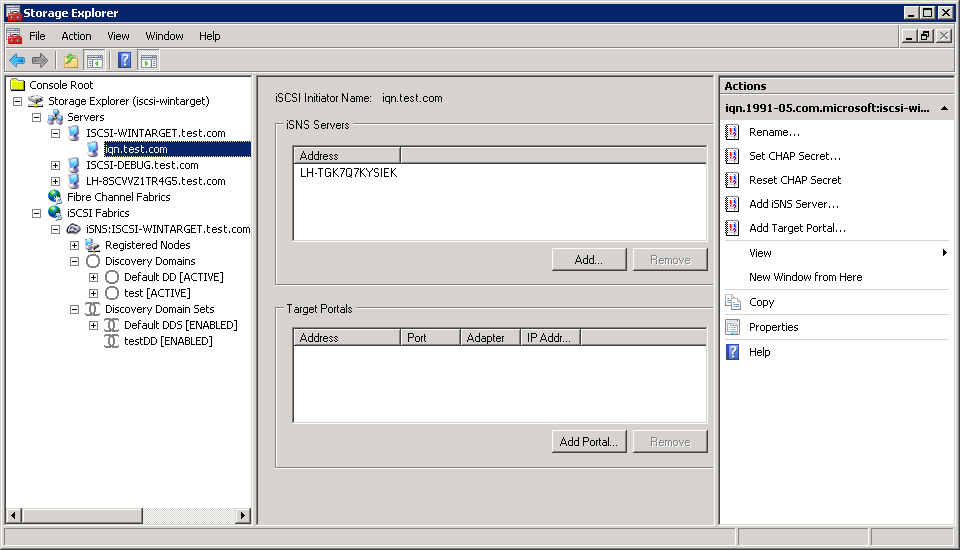 Storage Explorer
File Action View Window Help
Console Root
Storage Explorer (iscsi-wintarget)
Servers
ISCSI-WINTARGET.test.com
iqn.test.com
ISCSI-DEBUG.test.com
LH-8SCWZ1TR4G5.test.com
Fibre Channel Fabrics
iSCSI Fabrics
iSNS:ISCSI-WINTARGET.test.com
Registered Nodes
Discovery Domains
Default DD [ACTIVE]
test [ACTIVE]
Discovery Domain Sets
Default DDS [ENABLED]
testDD [ENABLED]
iSCSI Initiator Name: iqn.test.com
iSNS Servers
Address
LH-TGK7Q7KYSIEK
Add... Remove
Target Portals
Address Port Adapter IP Addr...
Add Portal... Remove
Actions
iqn.1991-05.com.microsoft:iscsi-wi...
Rename...
Set CHAP Secret...
Reset CHAP Secret
Add iSNS Server...
Add Target Portal...
View
New Window from Here
Copy
Properties
Help